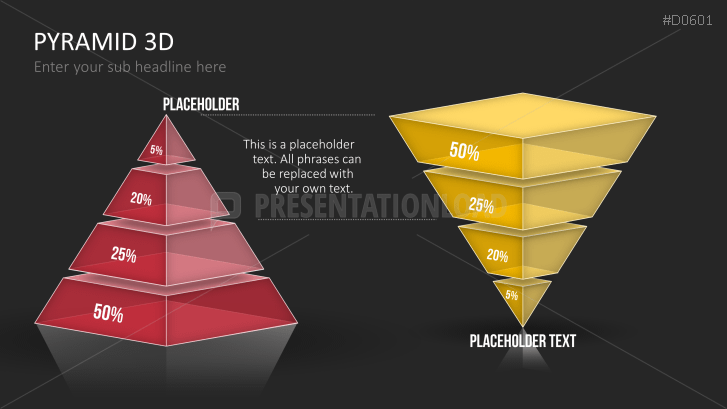 #D0601
PYRAMID 3D
Enter your sub headline here
PLACEHOLDER
This is a placeholder
text. All phrases can
be replaced with
your own text.
5%
20%
25%
50%
50%
25%
20%
5%
PRESENTATIONLOAD
PLACEHOLDER TEXT